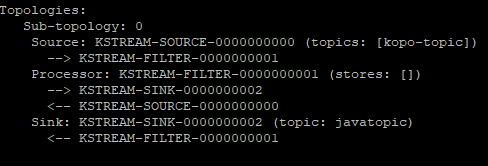 Topologies:
Sub-topology: 0
Source: KSTREAM-SOURCE-0000000000 (topics: [kopo-topic])
--> KSTREAM-FILTER-0000000001
Processor: KSTREAM-FILTER-0000000001 (stores: [])
--> KSTREAM-SINK-0000000002
<-- KSTREAM-SOURCE-0000000000
Sink: KSTREAM-SINK-0000000002 (topic: javatopic)
<-- KSTREAM-FILTER-0000000001